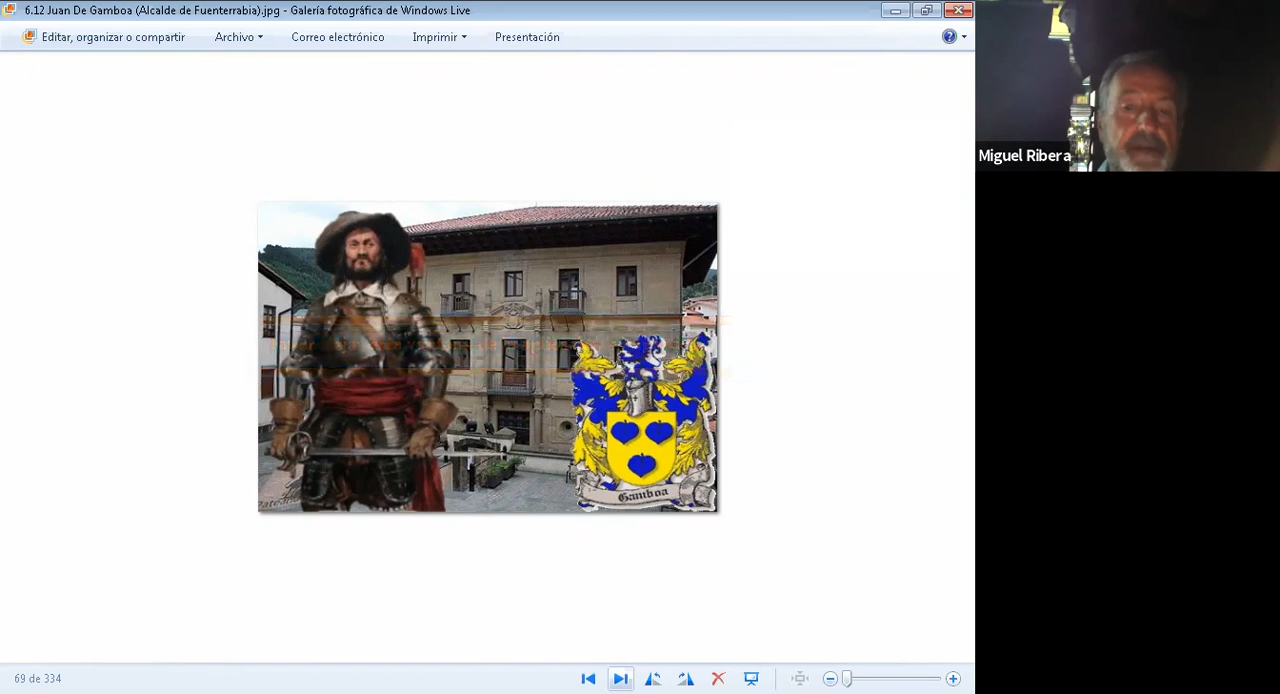 6.12 Juan De Gamboa (Alcalde de Fuenterrabia).jpg - Galería fotográfica de Windows Live
Editar, organizar o compartir Archivo Correo electrónico Imprimir Presentación
Miguel Ribera
Gamboa
69 de 334